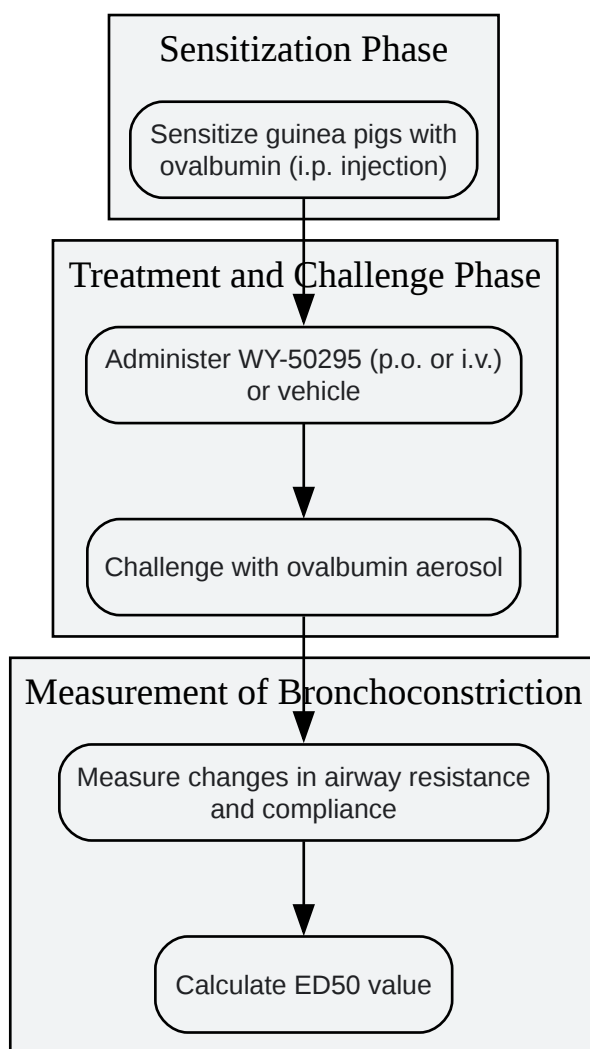 Sensitization Phase
Sensitize guinea pigs with
ovalbumin (i.p. injection)
Treatment and Challenge Phase
Administer WY-50295 (p.o. or i.v.)
or vehicle
Challenge with ovalbumin aerosol
Measurement of Bronchoconstriction
Measure changes in airway resistance
and compliance
Calculate ED50 value